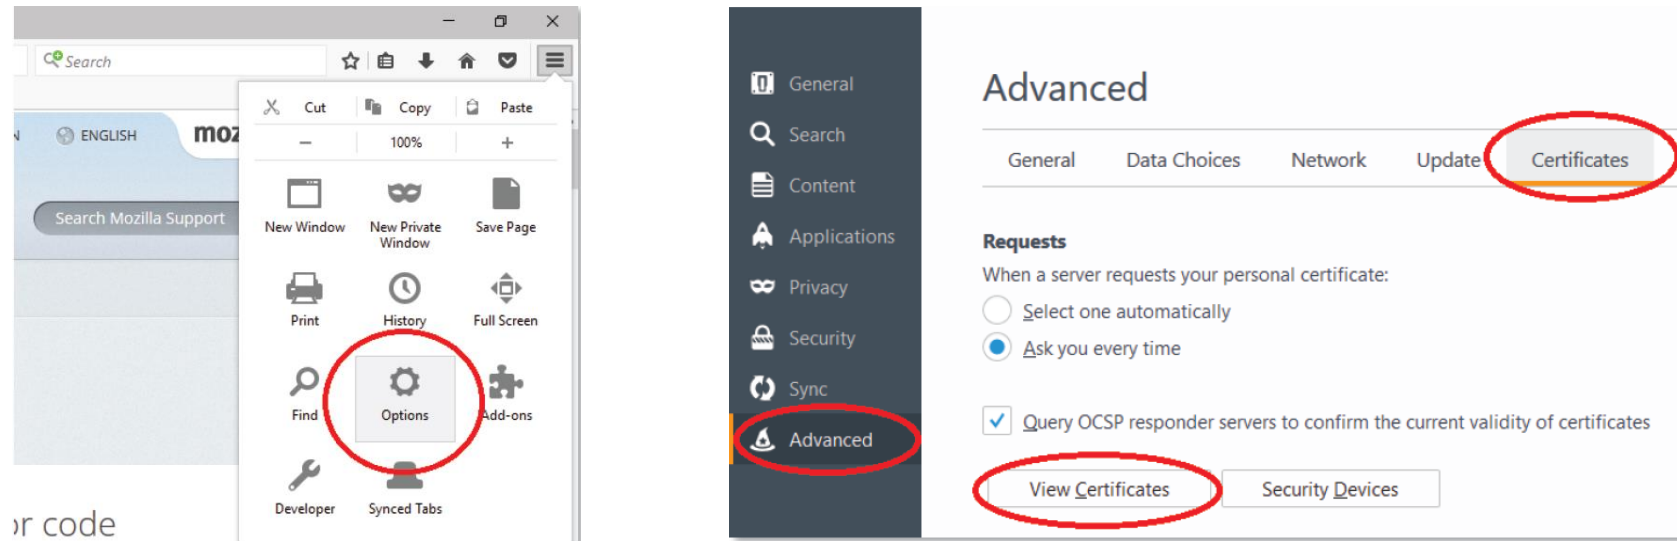 Search
Cut Copy Paste
N ENGLISH moz
100%
Search Mozilla Support
New Window New Private Window Save Page
Print History Full Screen
Find Options Add-ons
Developer Synced Tabs
or code
General
Search
Content
Applications
Privacy
Security
Sync
Advanced
Advanced
General Data Choices Network Update Certificates
Requests
When a server requests your personal certificate:
Select one automatically
Ask you every time
Query OCSP responder servers to confirm the current validity of certificates
View Certificates Security Devices